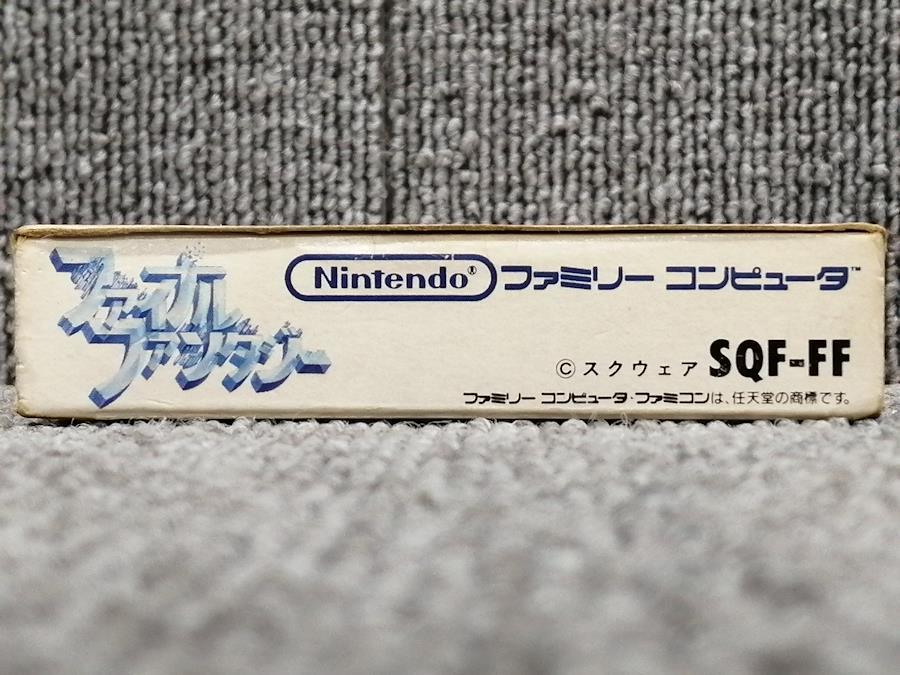 ファイナル
ファンタジー
Nintendo® ファミリー コンピュータ™
©スクウェア SQF-FF
ファミリー コンピュータ・ファミコンは、任天堂の商標です。